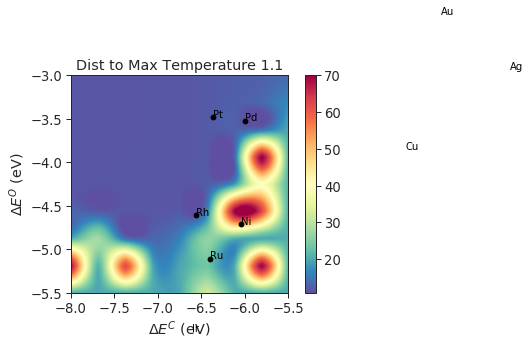 Au
Ag
Dist to Max Temperature 1.1
−3.0
−3.5
−4.0
−4.5
−5.0
−5.5
ΔE^O (eV)
Pt
Pd
Rh
Ni
Ru
Cu
70
60
50
40
30
20
−8.0 −7.5 −7.0 −6.5 −6.0 −5.5
ΔE^C (eV)
Ir